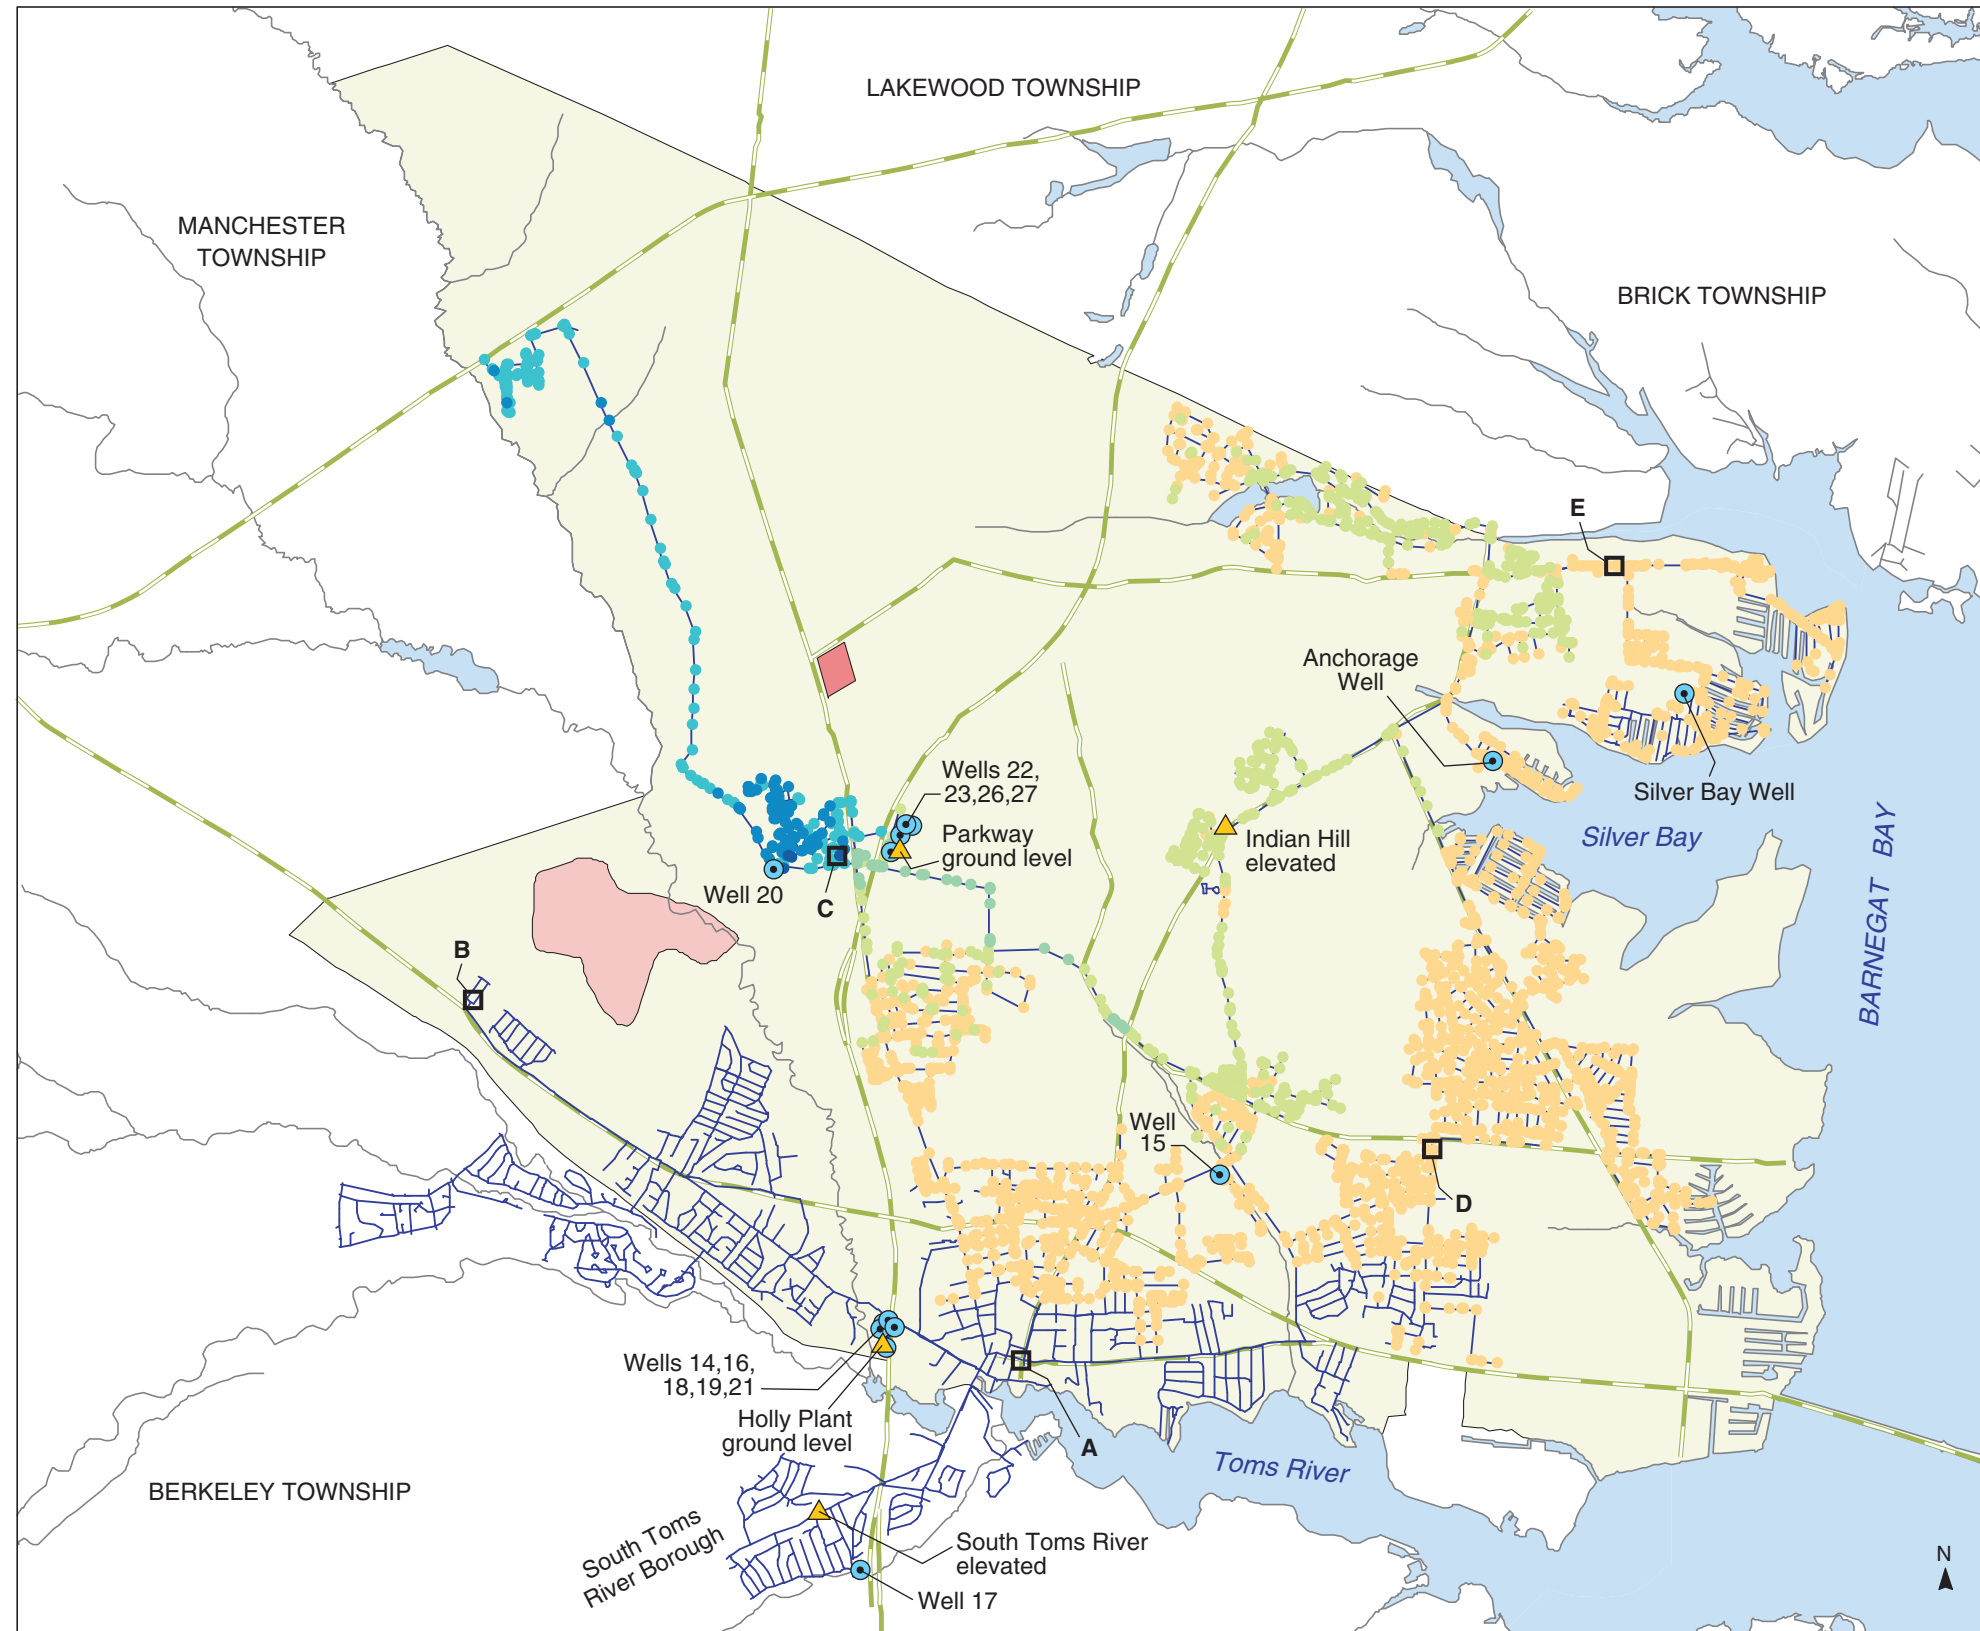 LAKEWOOD TOWNSHIP
MANCHESTER
TOWNSHIP
BRICK TOWNSHIP
E
Anchorage
Well
Wells 22,
23,26,27
Silver Bay Well
Parkway
ground level
Indian Hill
elevated
Silver Bay
BARNEGAT BAY
Well 20
C
B
Well
15
D
Wells 14,16,
18,19,21
Holly Plant
ground level
A
Toms River
BERKELEY TOWNSHIP
South Toms
River Borough
South Toms River
elevated
Well 17
N